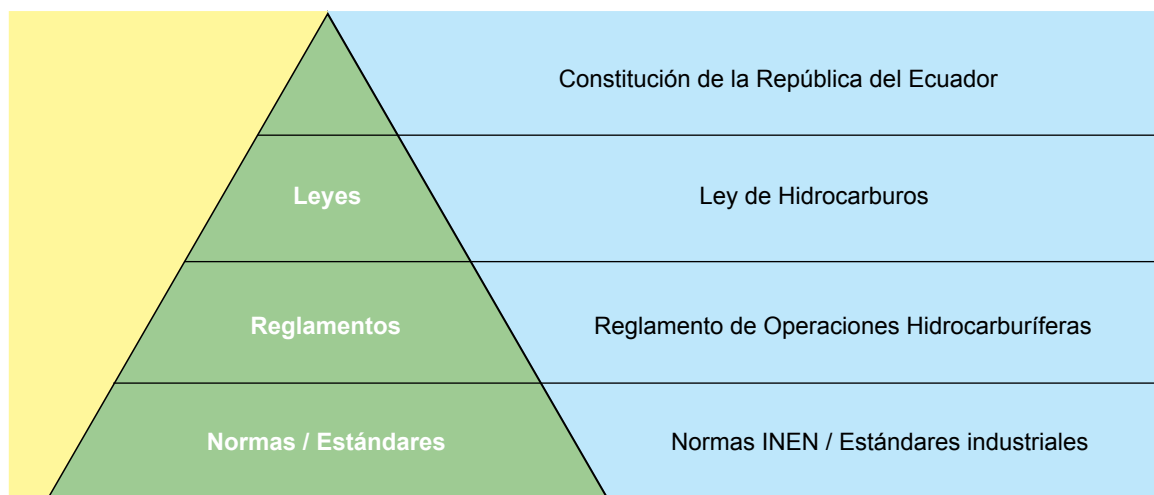 Constitución de la República del Ecuador
Leyes
Ley de Hidrocarburos
Reglamentos
Reglamento de Operaciones Hidrocarburíferas
Normas / Estándares
Normas INEN / Estándares industriales